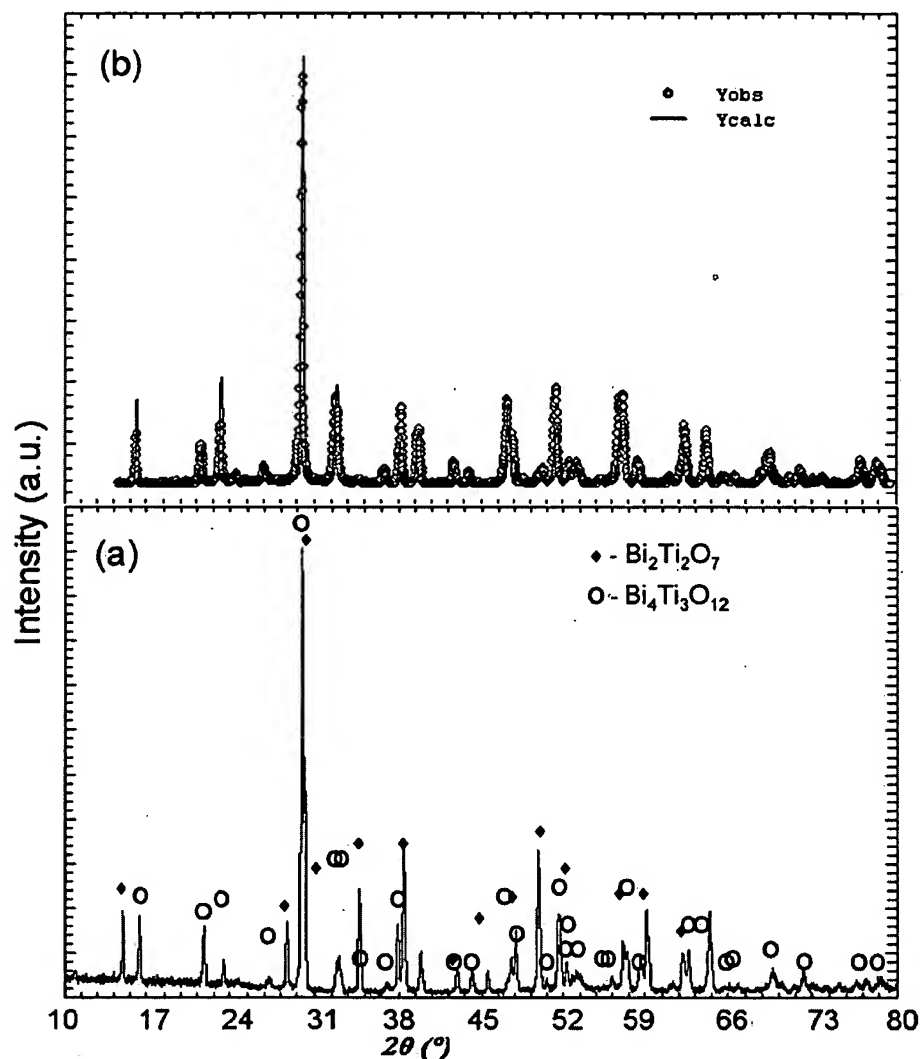 (b)
Yobs
Ycalc
Intensity (a.u.)
(a)
♦ - Bi₂Ti₂O₇
O - Bi₄Ti₃O₁₂
10 17 24 31 38 45 52 59 66 73 80
2θ (°)